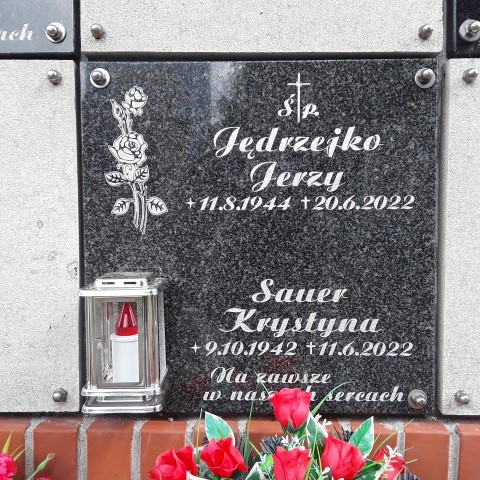 ach
Ś.P.
Jędrzejko
Jerzy
+11.8.1944 †20.6.2022
Sauer
Krystyna
+9.10.1942 †11.6.2022
Na zawsze
w naszych sercach